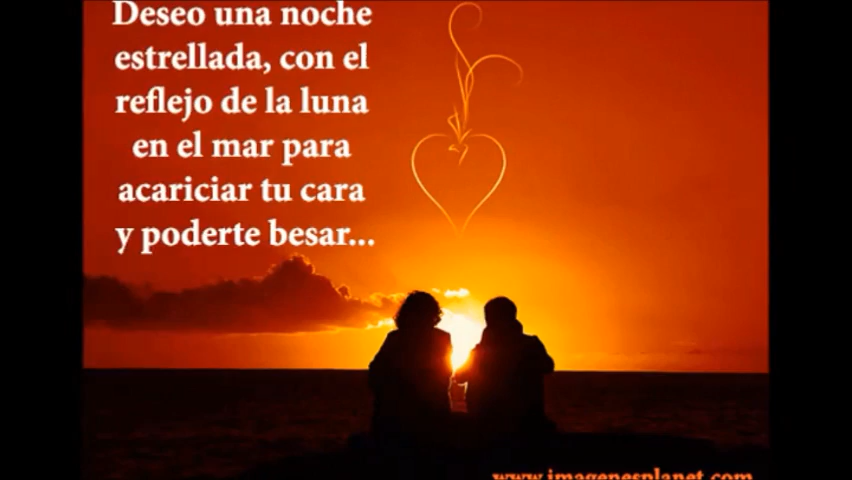 Deseo una noche
estrellada, con el
reflejo de la luna
en el mar para
acariciar tu cara
y poderte besar...
www.imagenesplanet.com